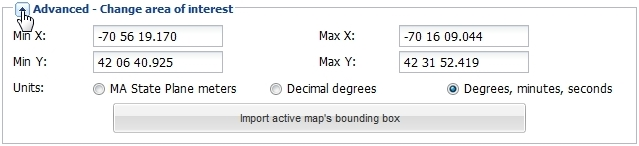 Advanced - Change area of interest
Min X: -70 56 19.170 Max X: -70 16 09.044
Min Y: 42 06 40.925 Max Y: 42 31 52.419
Units: MA State Plane meters Decimal degrees Degrees, minutes, seconds
Import active map's bounding box